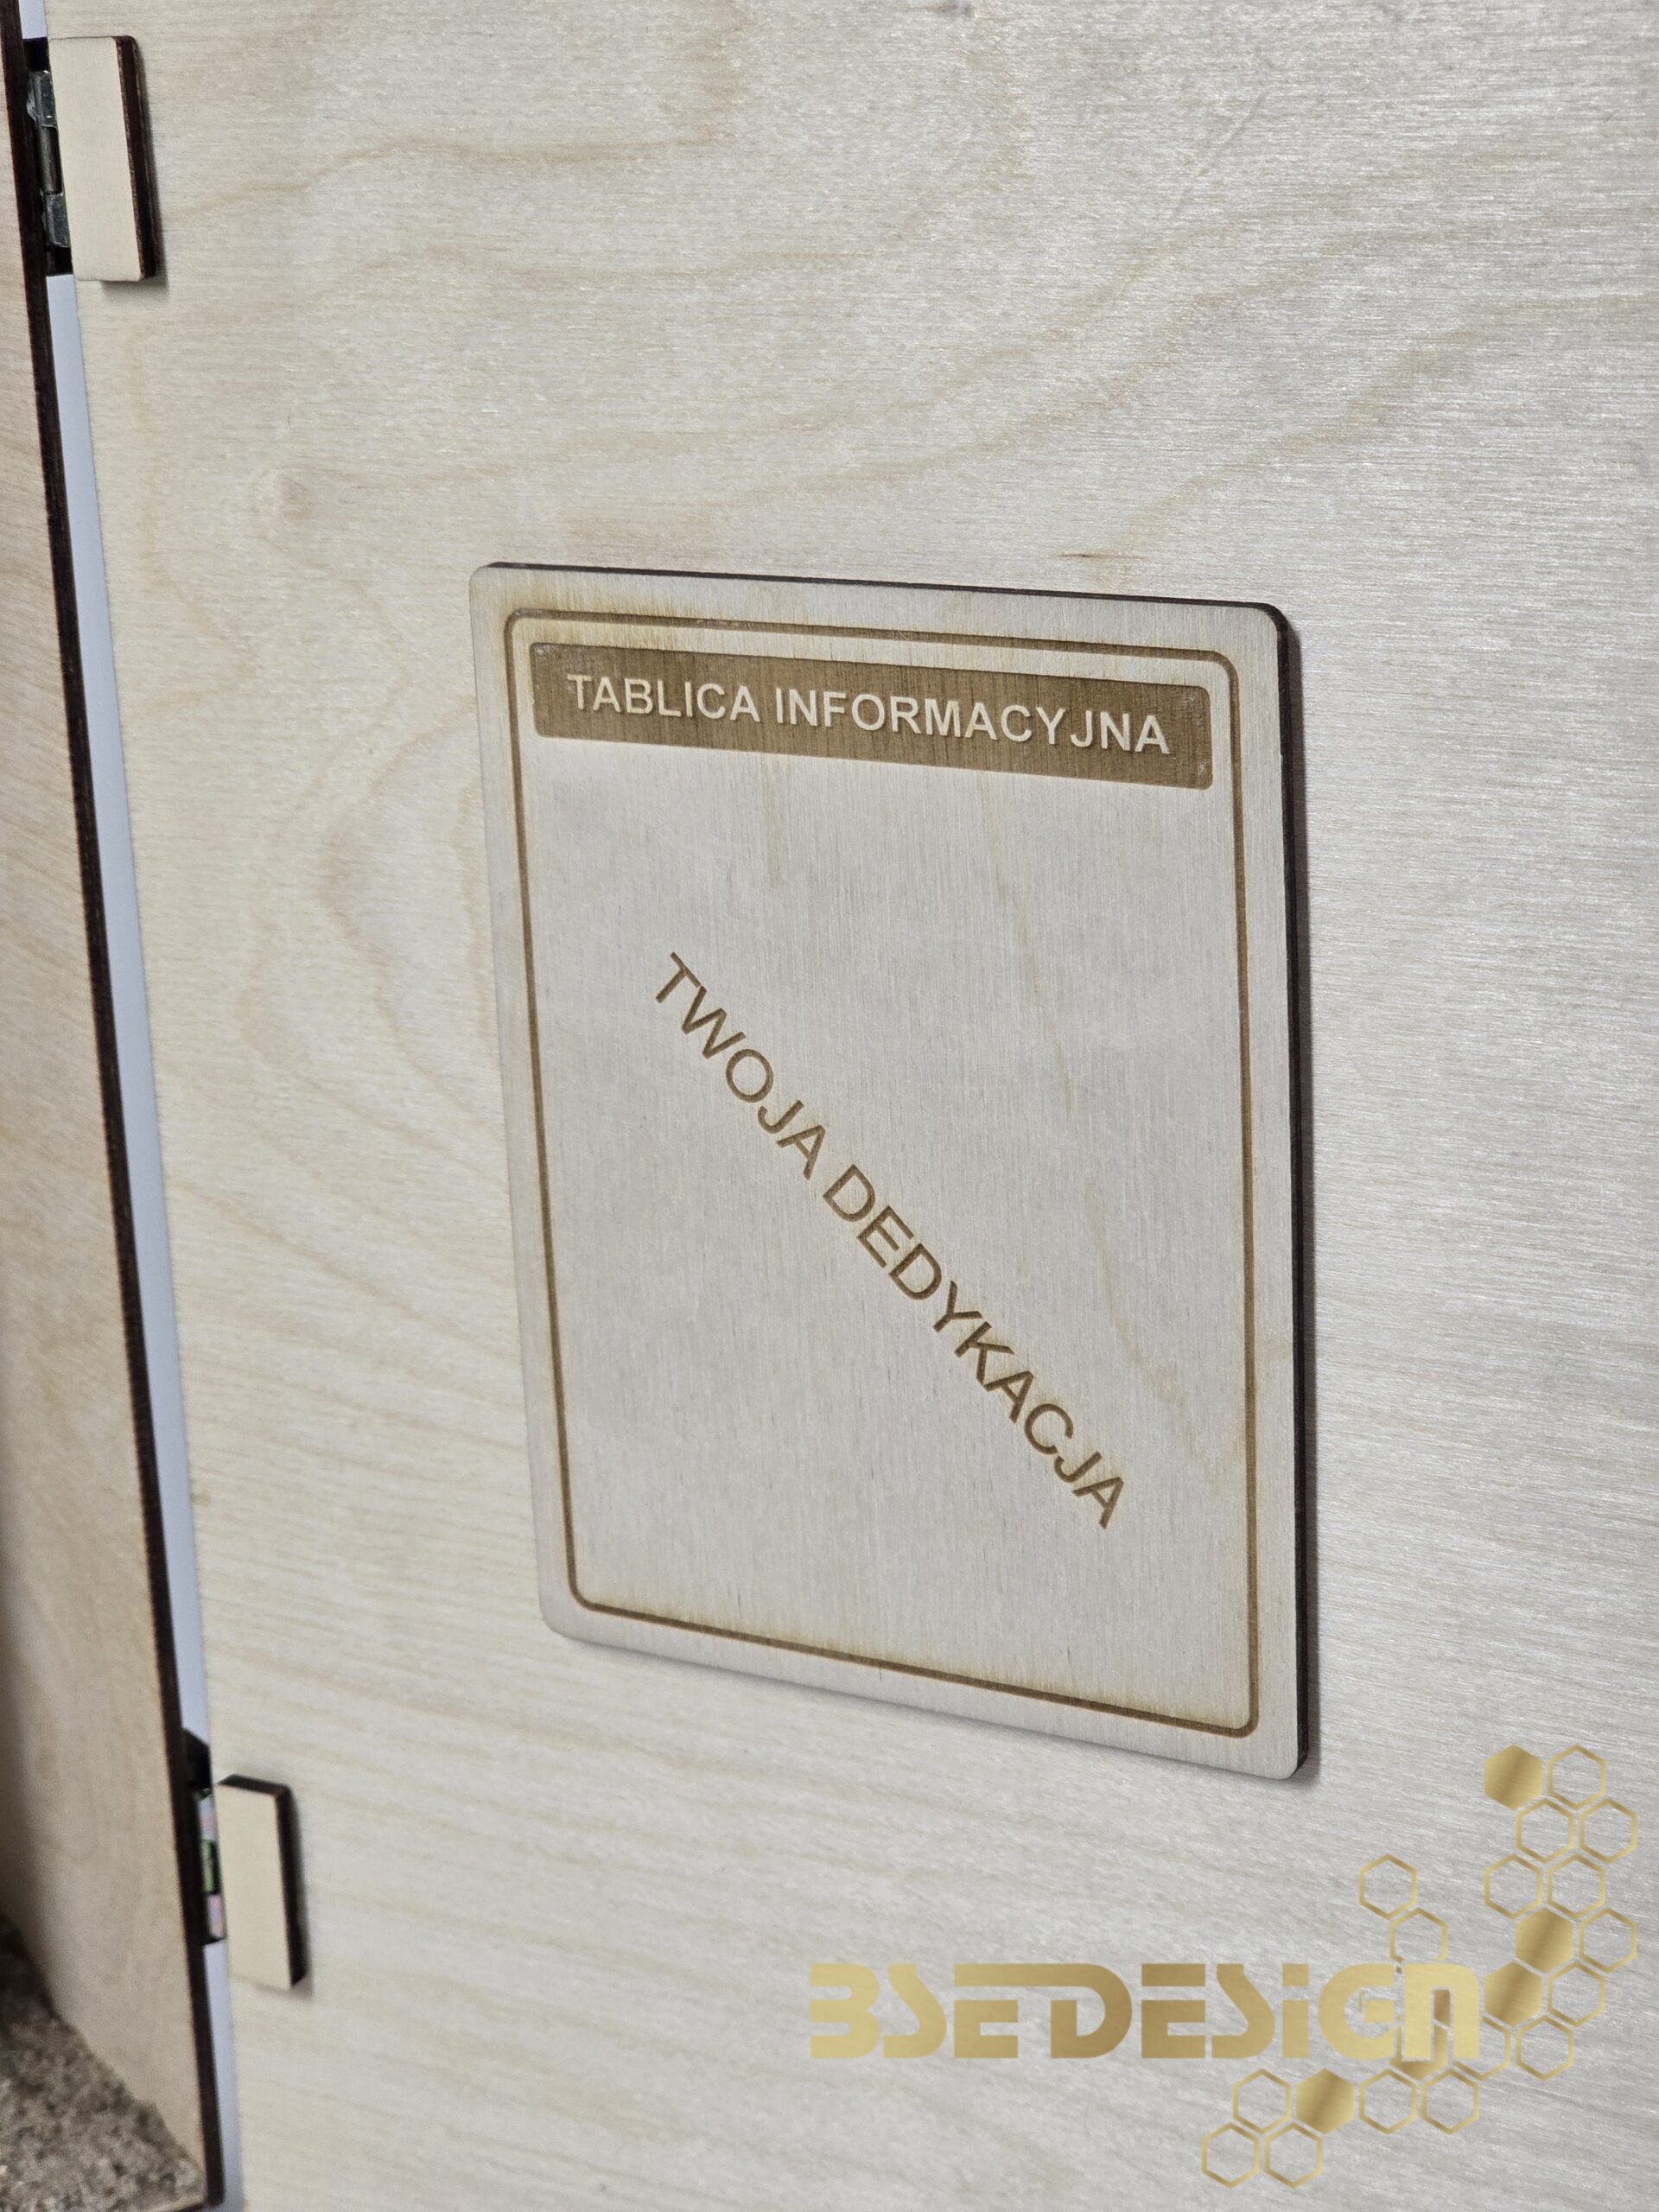 TABLICA INFORMACYJNA
TWOJA DEDYKACJA
BSEDESiGN